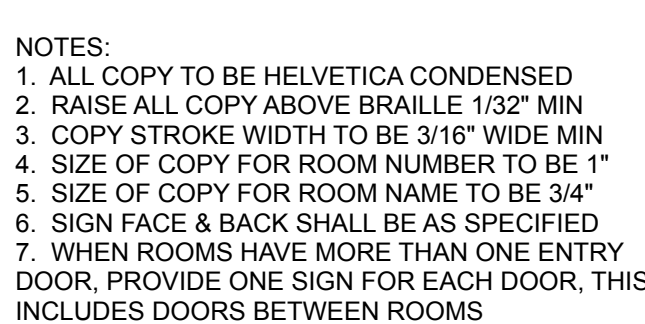 NOTES:
1. ALL COPY TO BE HELVETICA CONDENSED
2. RAISE ALL COPY ABOVE BRAILLE 1/32" MIN
3. COPY STROKE WIDTH TO BE 3/16" WIDE MIN
4. SIZE OF COPY FOR ROOM NUMBER TO BE 1"
5. SIZE OF COPY FOR ROOM NAME TO BE 3/4"
6. SIGN FACE & BACK SHALL BE AS SPECIFIED
7. WHEN ROOMS HAVE MORE THAN ONE ENTRY
DOOR, PROVIDE ONE SIGN FOR EACH DOOR, THIS
INCLUDES DOORS BETWEEN ROOMS